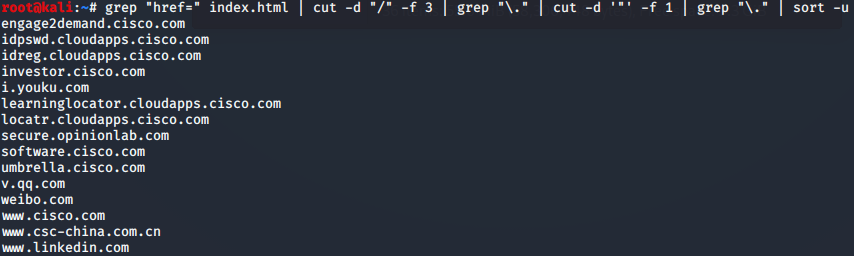 root@kali:~# grep "href=" index.html | cut -d "/" -f 3 | grep "\." | cut -d '"' -f 1 | grep "\." | sort -u
engage2demand.cisco.com
idpswd.cloudapps.cisco.com
idreg.cloudapps.cisco.com
investor.cisco.com
i.youku.com
learninglocator.cloudapps.cisco.com
locatr.cloudapps.cisco.com
secure.opinionlab.com
software.cisco.com
umbrella.cisco.com
v.qq.com
weibo.com
www.cisco.com
www.csc-china.com.cn
www.linkedin.com